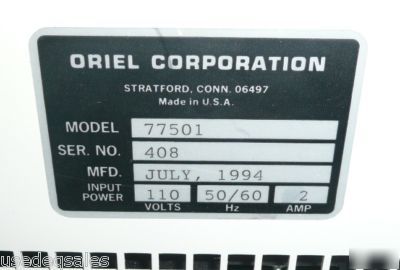 ORIEL CORPORATION
STRATFORD, CONN. 06497
Made in U.S.A.
MODEL 77501
SER. NO. 408
MFD. JULY, 1994
INPUT POWER 110 50/60 2
VOLTS Hz AMP
usedeqsales